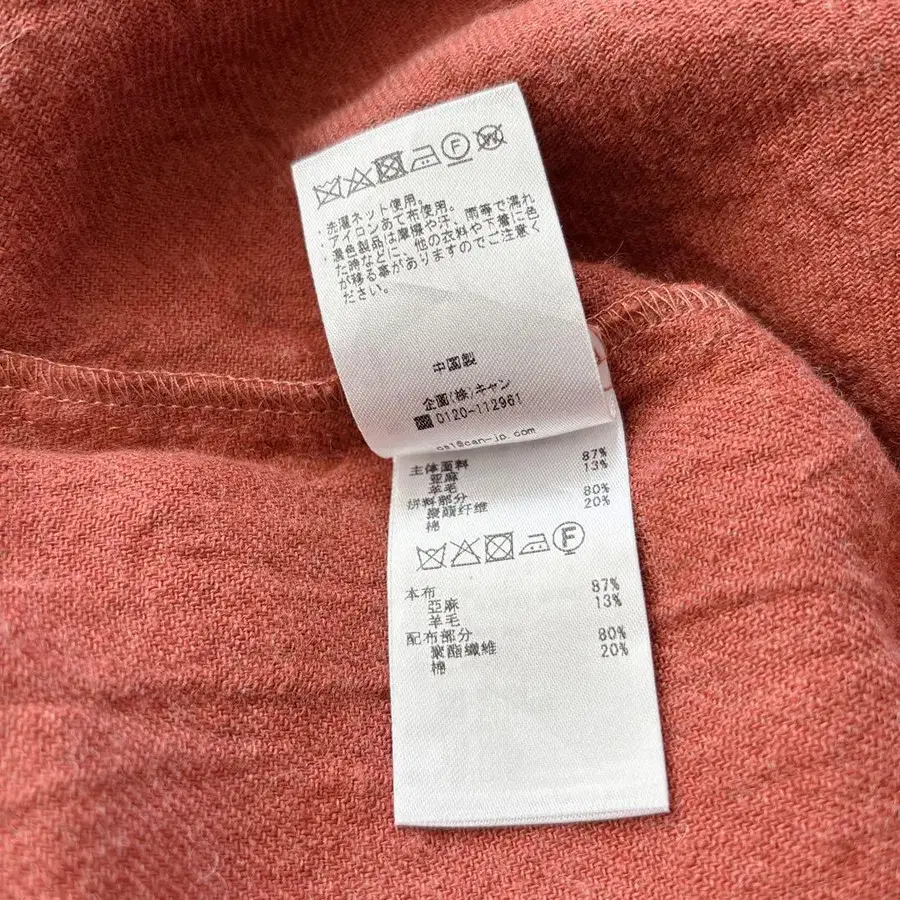 ・洗濯ネット使用。
・アイロンあて布使用。
・濃色製品は摩擦や汗、雨等で濡れ
た時などに、他の衣料や下着に色
が移る事がありますのでご注意く
ださい。
中国製
企画(株)キャン
0120-112961
cs1@can-jp.com
主体面料
亚麻 87%
羊毛 13%
拼料部分
聚酯纤维 80%
棉 20%
F
本布
亞麻 87%
羊毛 13%
配布部分
聚酯纖維 80%
棉 20%